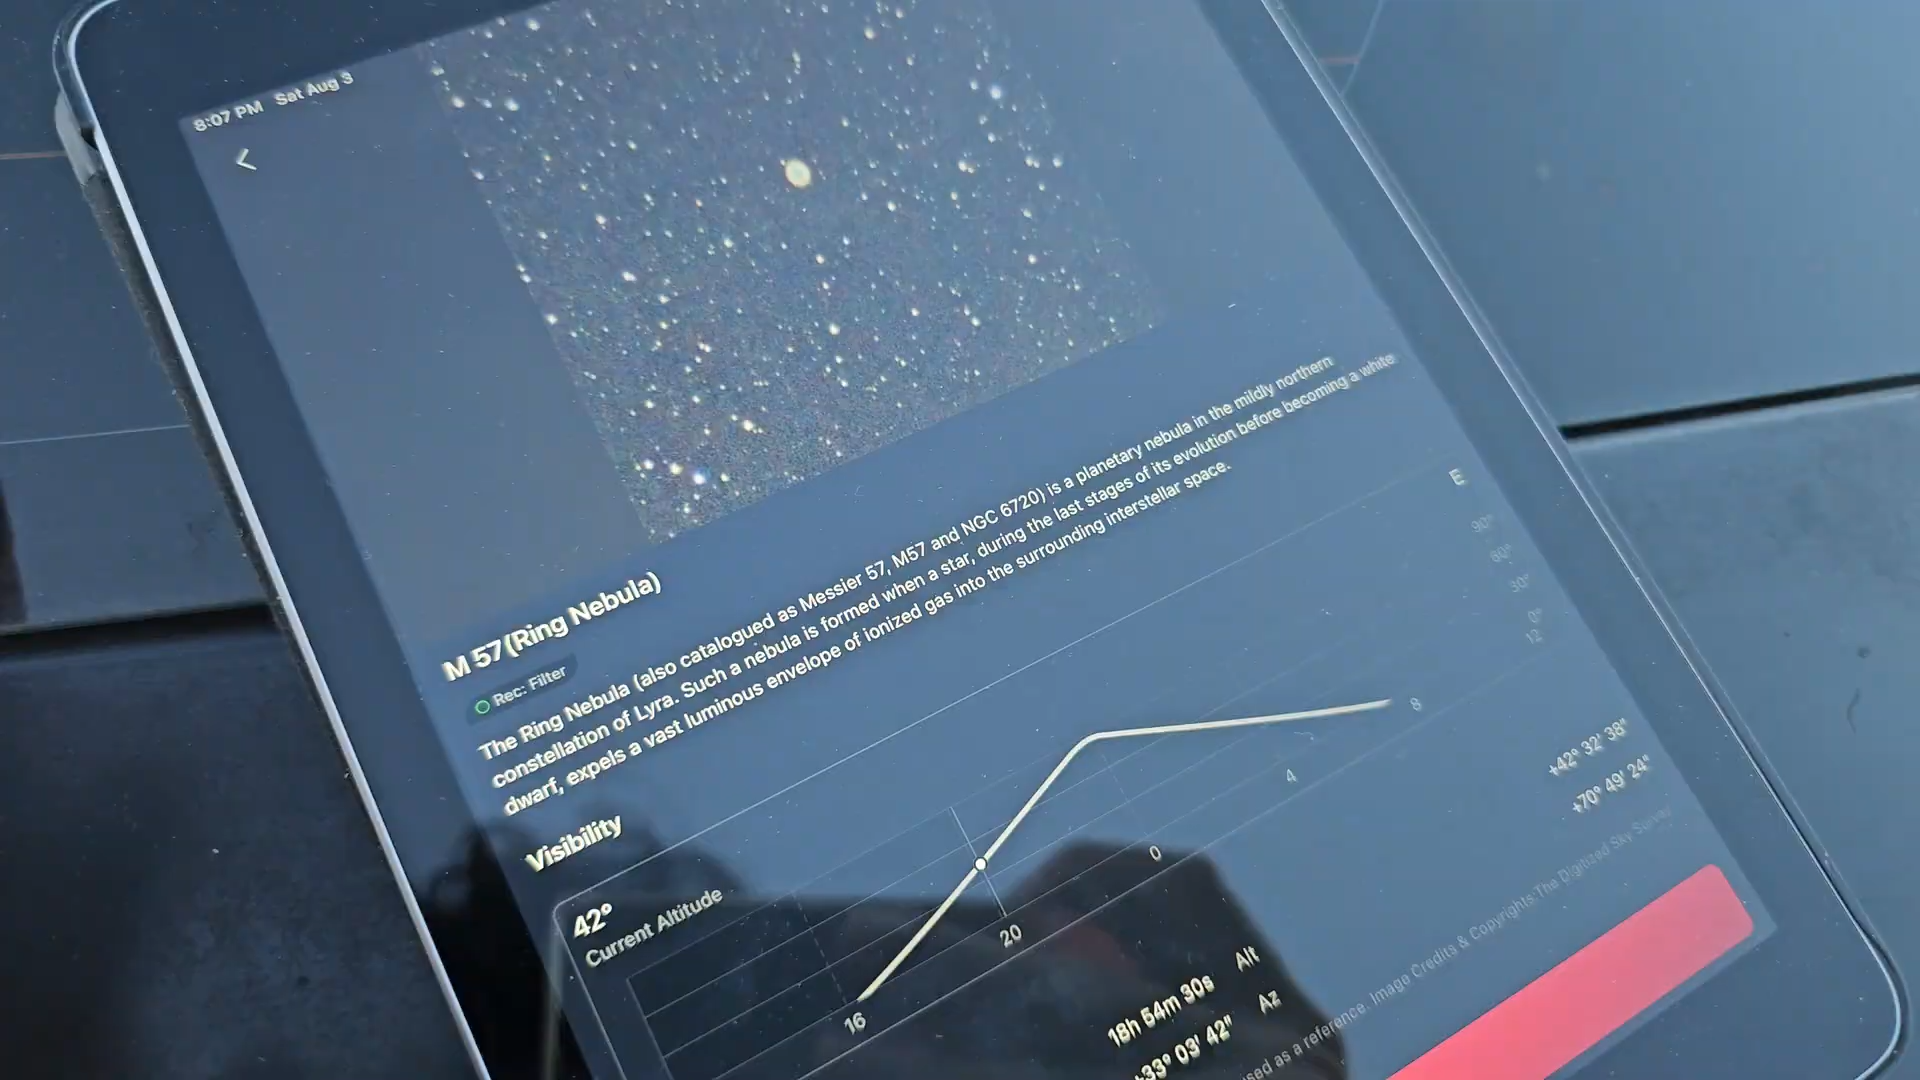 8:07 PM Sat Aug 3
<
M 57(Ring Nebula)
Rec: Filter
The Ring Nebula (also catalogued as Messier 57, M57 and NGC 6720) is a planetary nebula in the mildly northern
constellation of Lyra. Such a nebula is formed when a star, during the last stages of its evolution before becoming a white
dwarf, expels a vast luminous envelope of ionized gas into the surrounding interstellar space.
Visibility
E
42°
Current Altitude
90°
60°
30°
0°
16
20
0
4
8
12
18h 54m 30s
Alt
+42° 32' 38"
+33° 03' 42"
Az
+70° 49' 24"
used as a reference. Image Credits & Copyrights:The Digitized Sky Survey